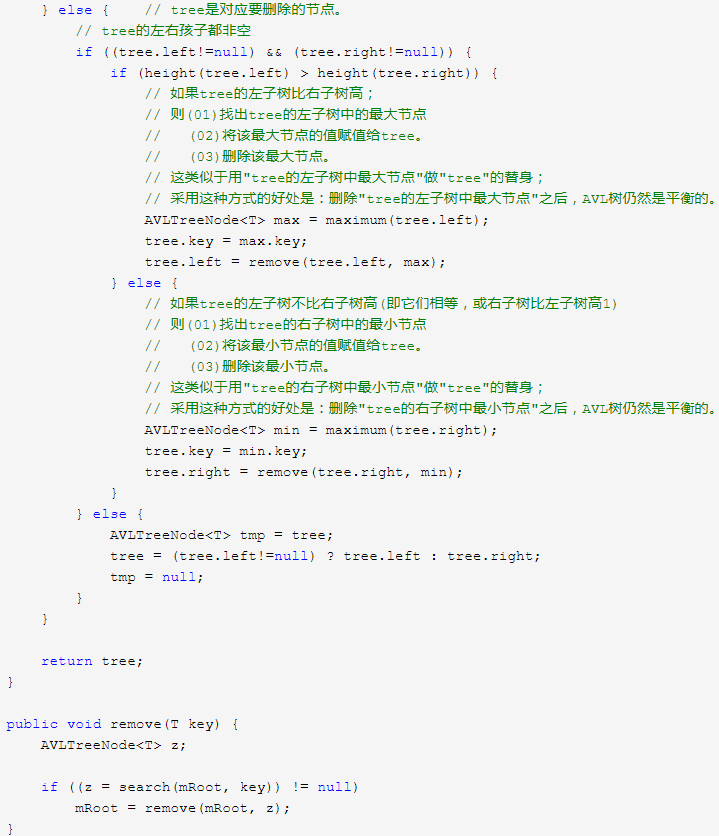 } else {    // tree是对应要删除的节点。
        // tree的左右孩子都非空
        if ((tree.left!=null) && (tree.right!=null)) {
            if (height(tree.left) > height(tree.right)) {
                // 如果tree的左子树比右子树高；
                // 则(01)找出tree的左子树中的最大节点
                //   (02)将该最大节点的值赋值给tree。
                //   (03)删除该最大节点。
                // 这类似于用"tree的左子树中最大节点"做"tree"的替身；
                // 采用这种方式的好处是：删除"tree的左子树中最大节点"之后，AVL树仍然是平衡的。
                AVLTreeNode<T> max = maximum(tree.left);
                tree.key = max.key;
                tree.left = remove(tree.left, max);
            } else {
                // 如果tree的左子树不比右子树高(即它们相等，或右子树比左子树高1)
                // 则(01)找出tree的右子树中的最小节点
                //   (02)将该最小节点的值赋值给tree。
                //   (03)删除该最小节点。
                // 这类似于用"tree的右子树中最小节点"做"tree"的替身；
                // 采用这种方式的好处是：删除"tree的右子树中最小节点"之后，AVL树仍然是平衡的。
                AVLTreeNode<T> min = maximum(tree.right);
                tree.key = min.key;
                tree.right = remove(tree.right, min);
            }
        } else {
            AVLTreeNode<T> tmp = tree;
            tree = (tree.left!=null) ? tree.left : tree.right;
            tmp = null;
        }
    }

    return tree;
}

public void remove(T key) {
    AVLTreeNode<T> z;

    if ((z = search(mRoot, key)) != null)
        mRoot = remove(mRoot, z);
}